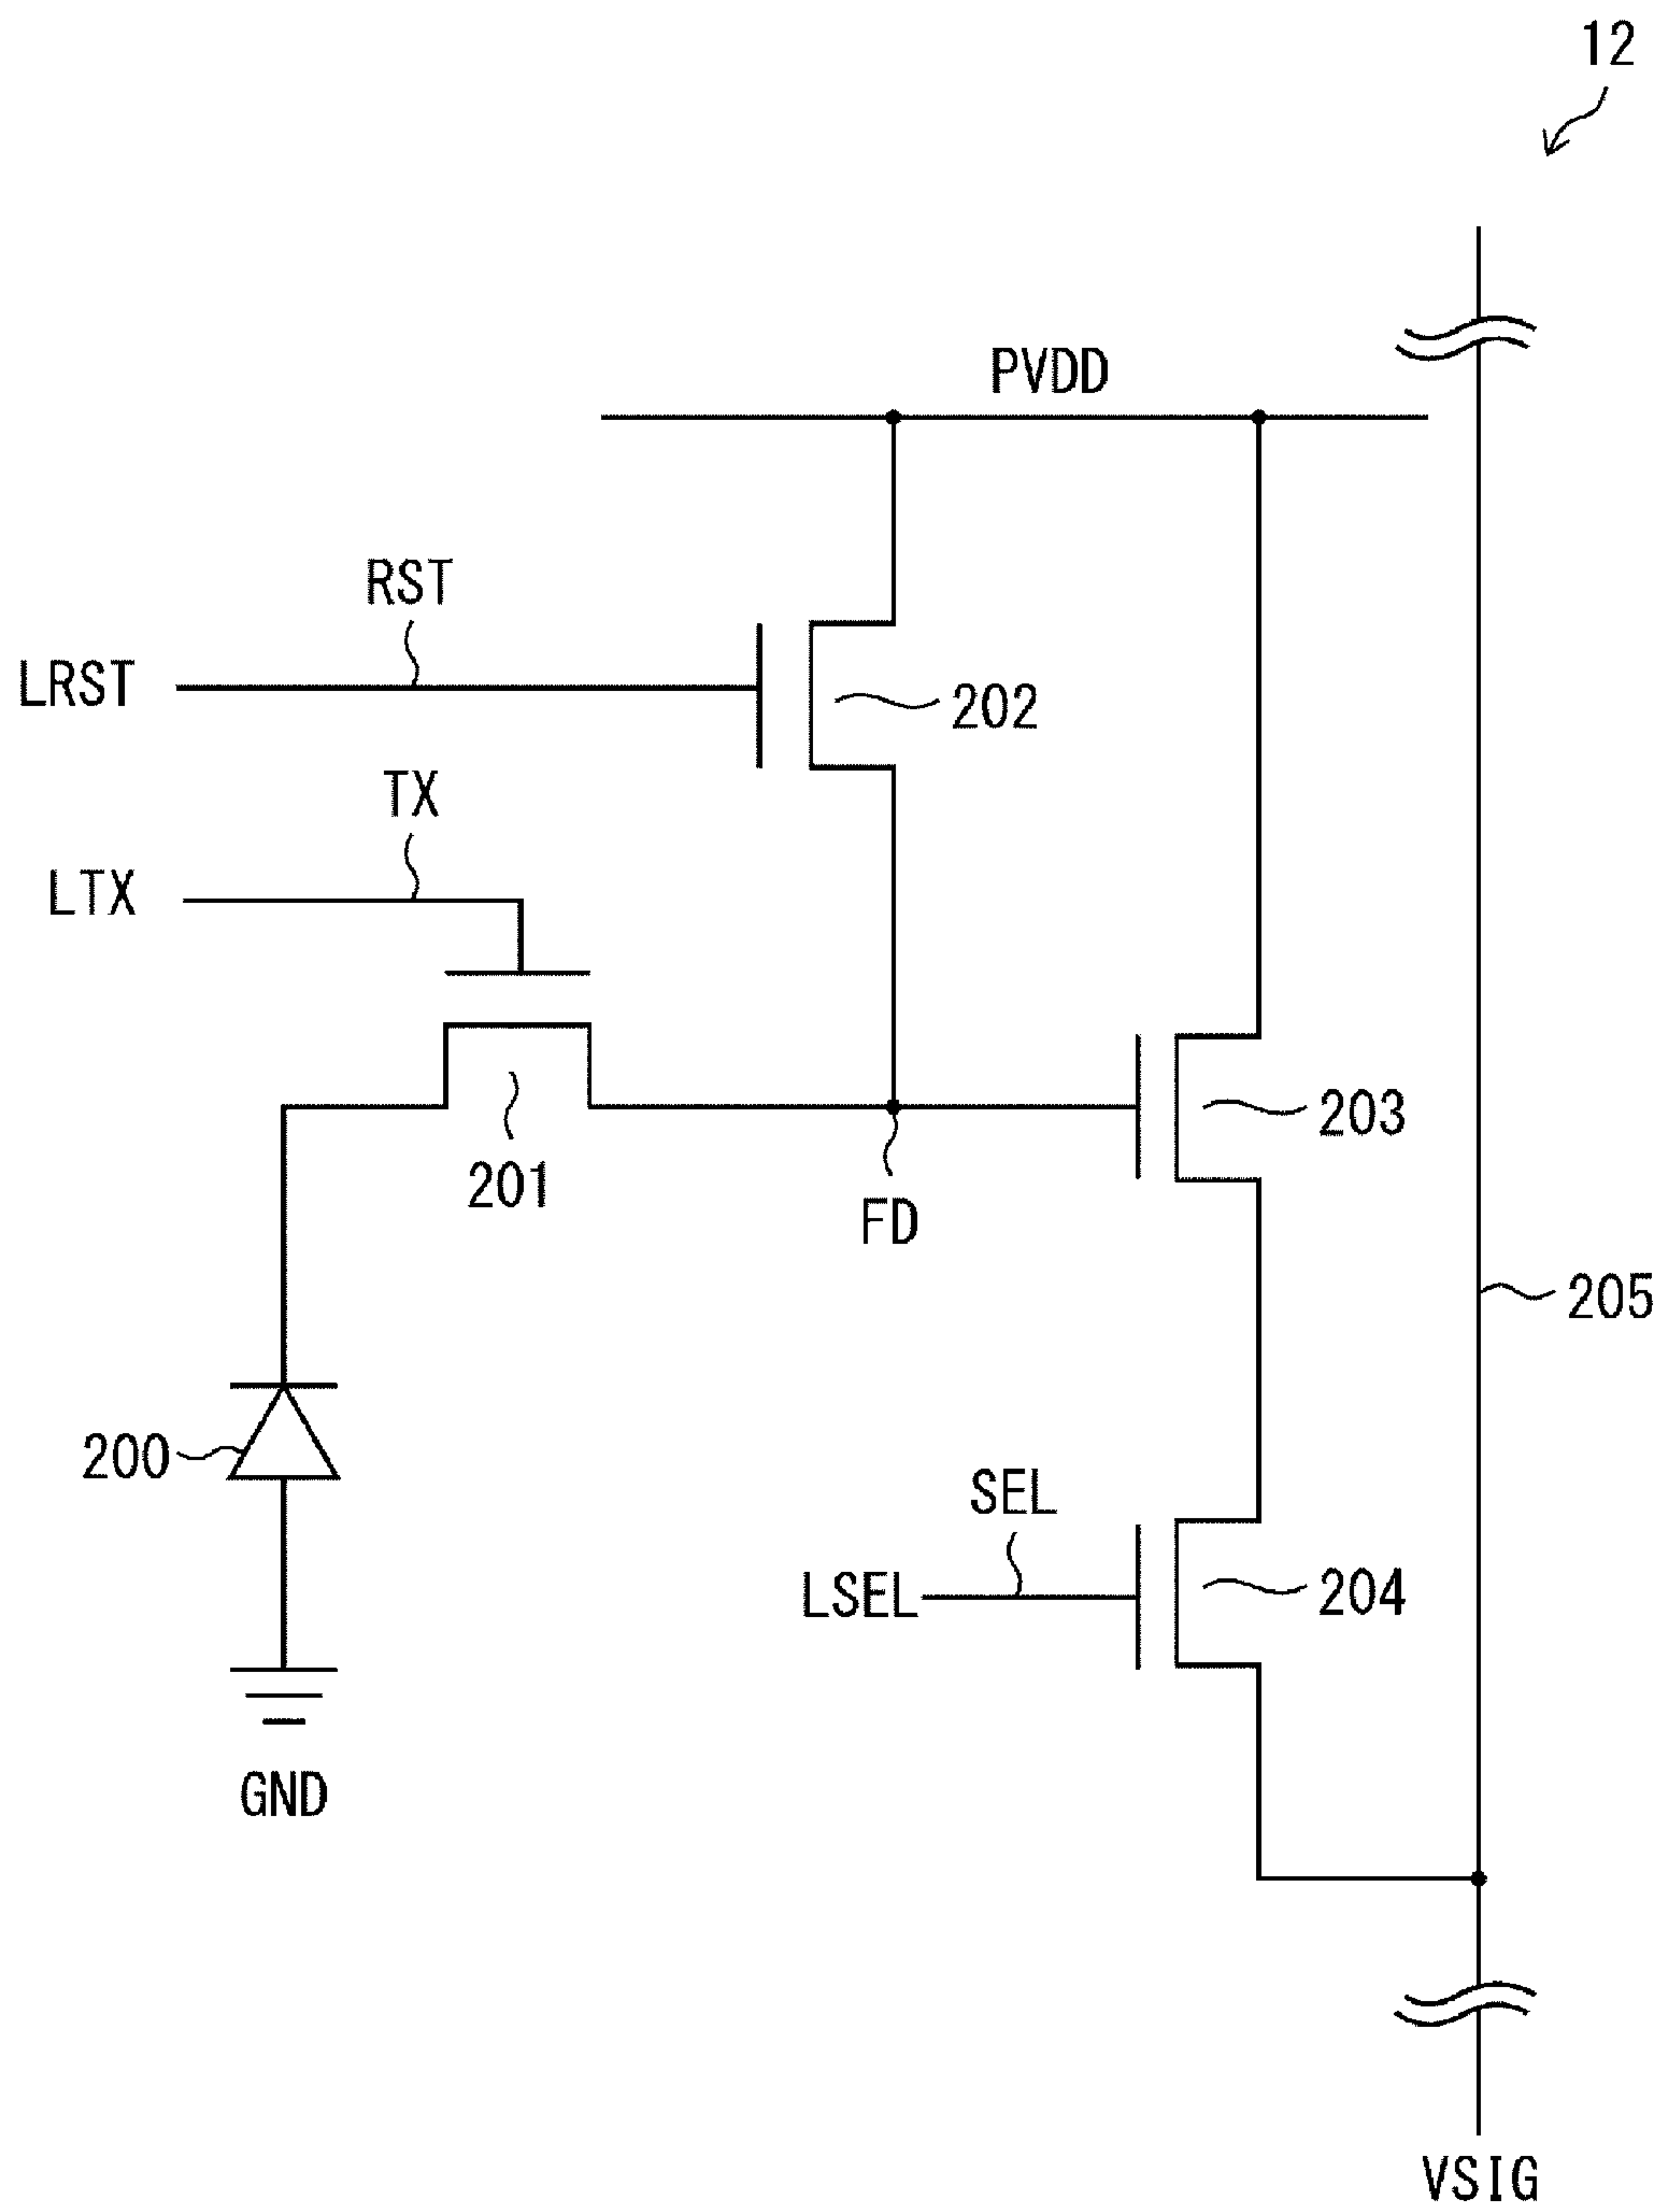 12
PVDD
RST
LRST
202
TX
LTX
203
201
FD
205
200
SEL
LSEL
204
GND
VSIG